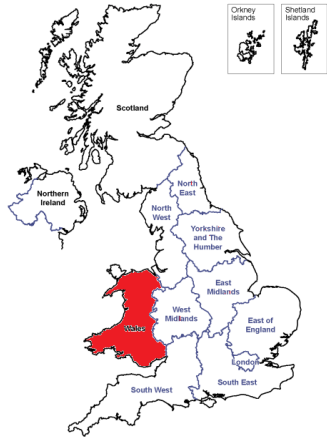 Orkney
Islands
Shetland
Islands
Scotland
Northern
Ireland
North
East
North
West
Yorkshire
and The
Humber
East
Midlands
West
Midlands
East of
England
Wales
London
South West
South East